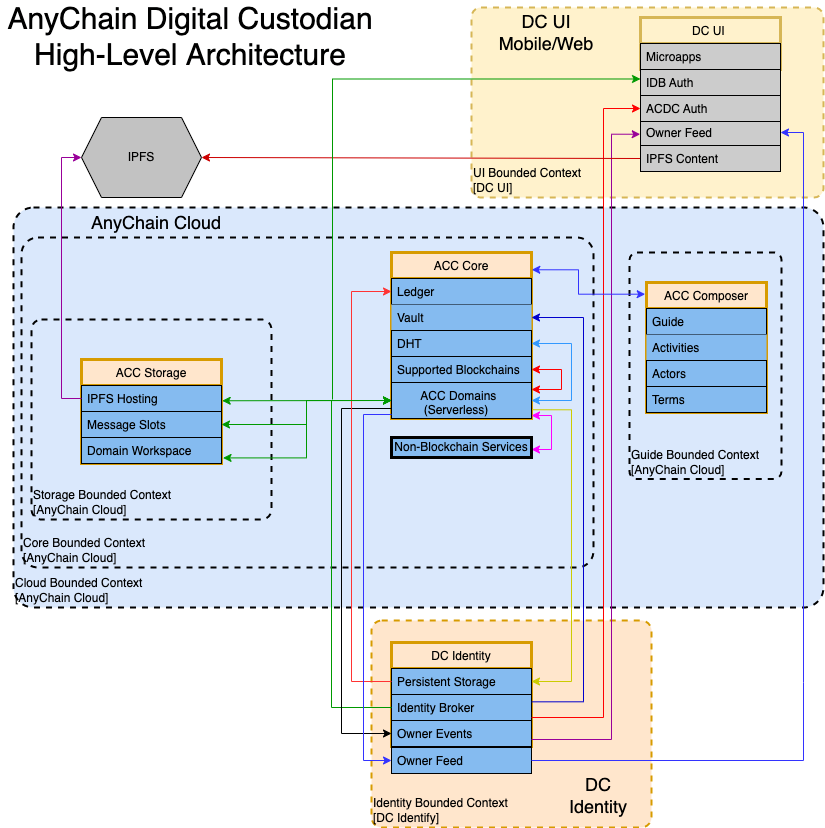 AnyChain Digital Custodian
High-Level Architecture
DC UI
Mobile/Web
DC UI
Microapps
IDB Auth
ACDC Auth
Owner Feed
IPFS Content
UI Bounded Context
[DC UI]
IPFS
AnyChain Cloud
ACC Core
Ledger
Vault
DHT
Supported Blockchains
ACC Domains
(Serverless)
Non-Blockchain Services
ACC Composer
Guide
Activities
Actors
Terms
Guide Bounded Context
[AnyChain Cloud]
ACC Storage
IPFS Hosting
Message Slots
Domain Workspace
Storage Bounded Context
[AnyChain Cloud]
Core Bounded Context
[AnyChain Cloud]
Cloud Bounded Context
[AnyChain Cloud]
DC Identity
Persistent Storage
Identity Broker
Owner Events
Owner Feed
DC
Identity
Identity Bounded Context
[DC Identify]